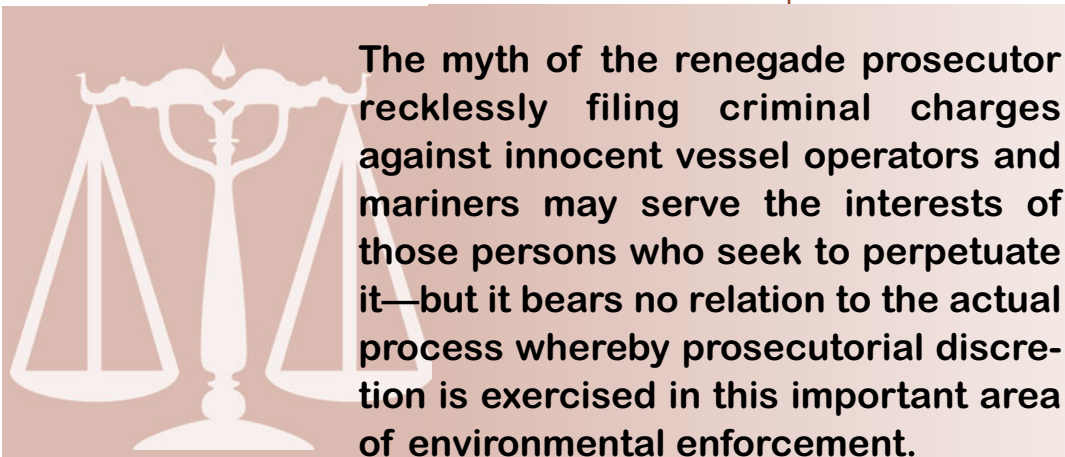 The myth of the renegade prosecutor
recklessly filing criminal charges
against innocent vessel operators and
mariners may serve the interests of
those persons who seek to perpetuate
it—but it bears no relation to the actual
process whereby prosecutorial discre-
tion is exercised in this important area
of environmental enforcement.